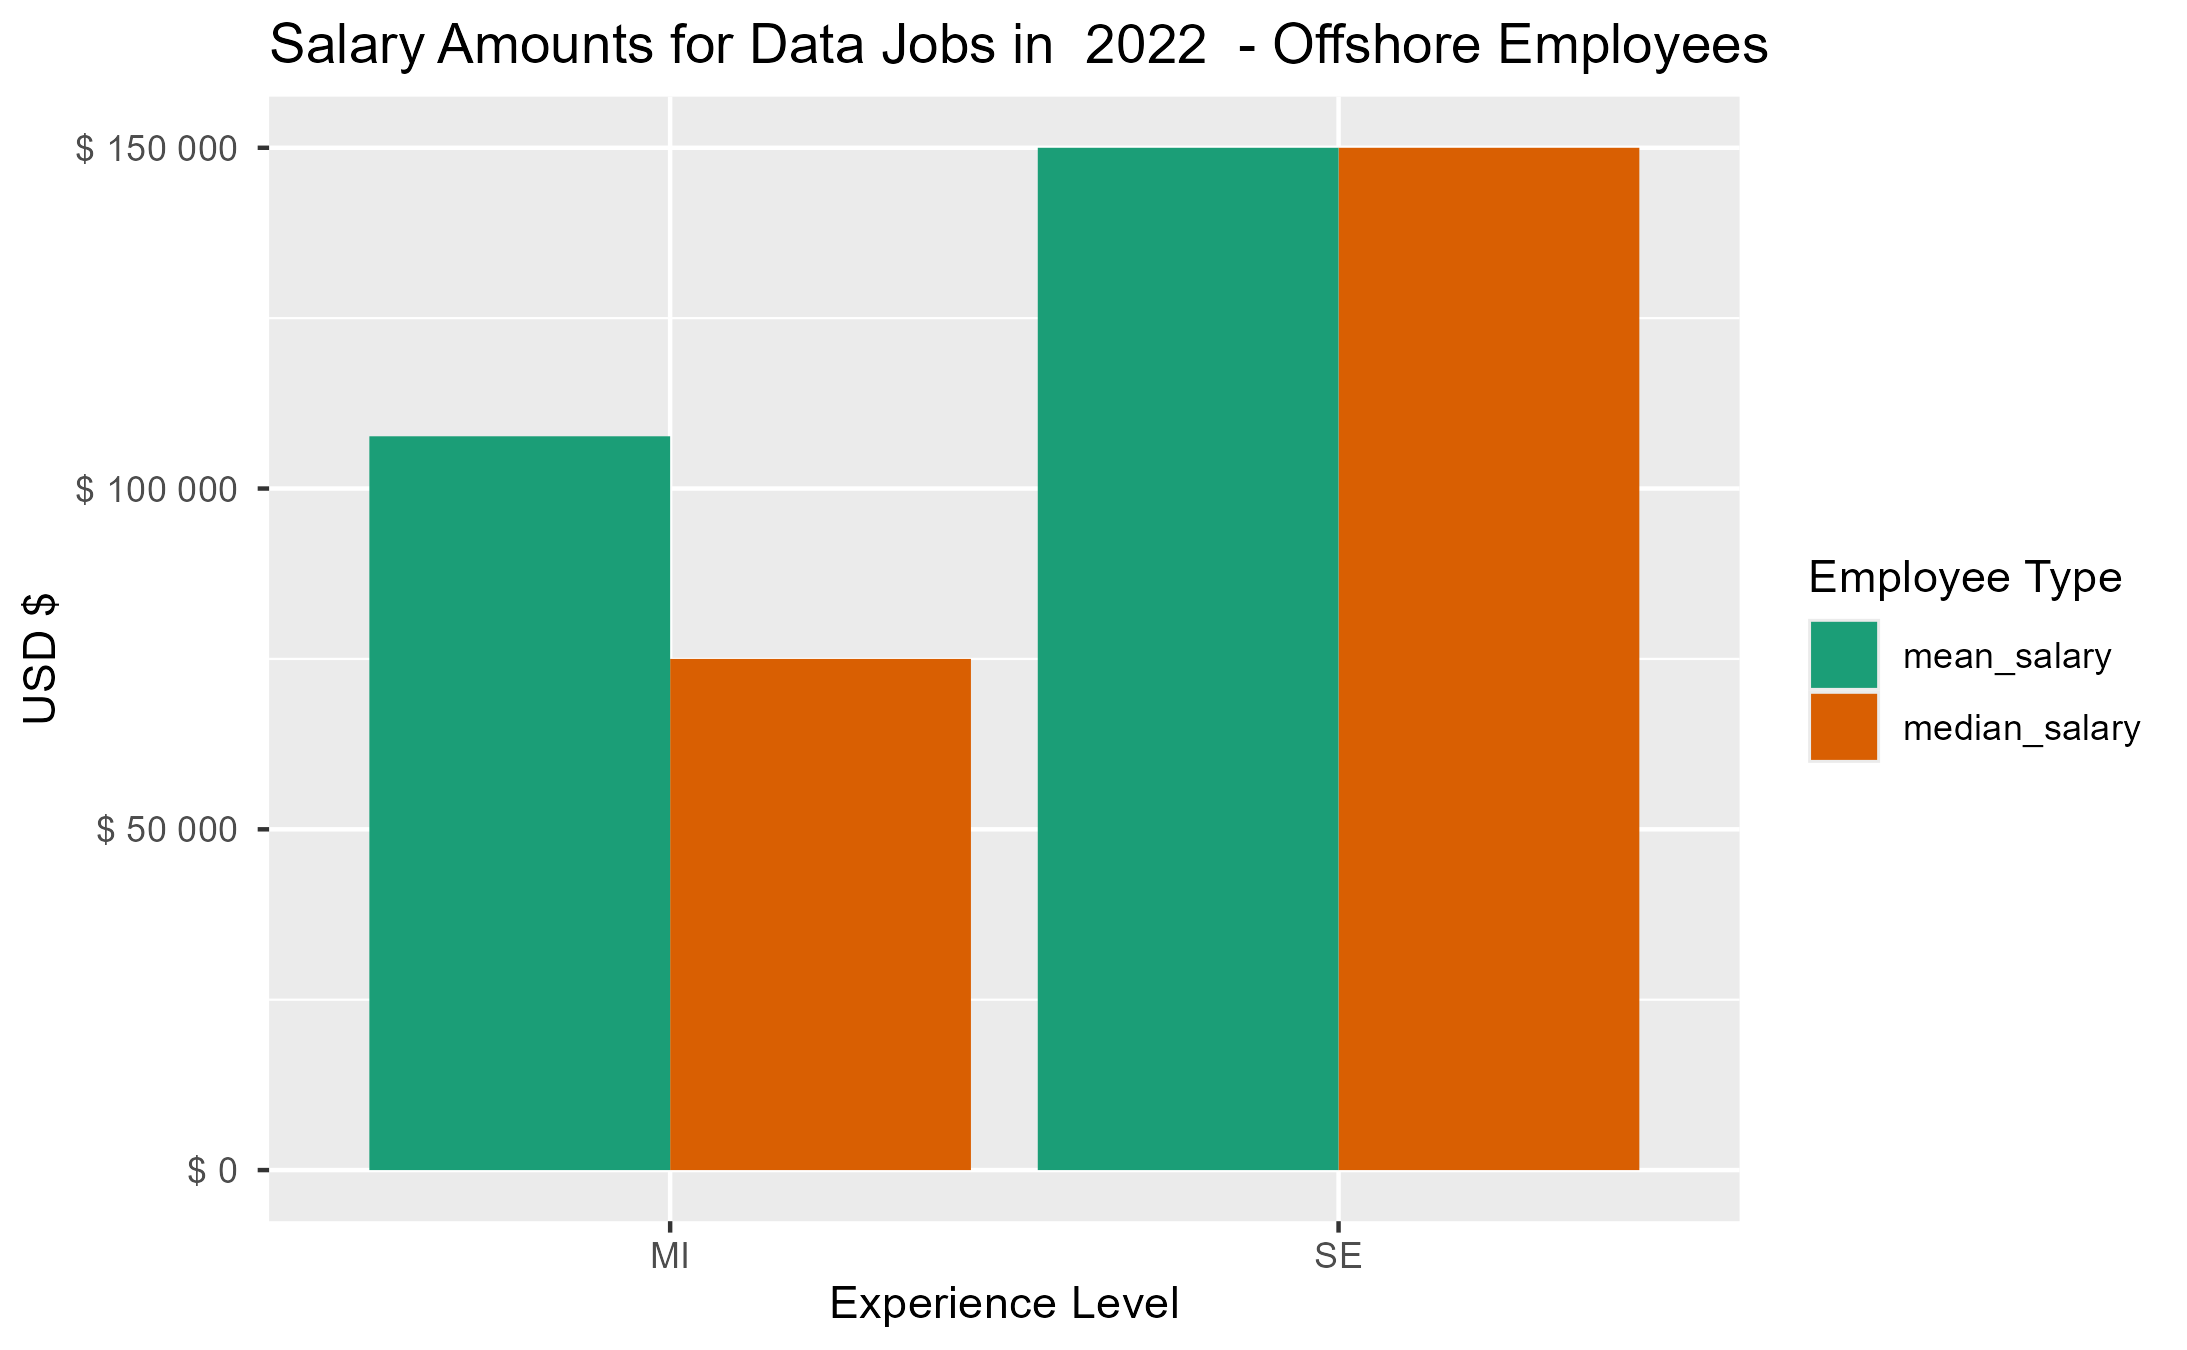 Salary Amounts for Data Jobs in  2022  - Offshore Employees
$ 150 000
$ 100 000
$ 50 000
$ 0
USD $
MI
SE
Experience Level
Employee Type
mean_salary
median_salary